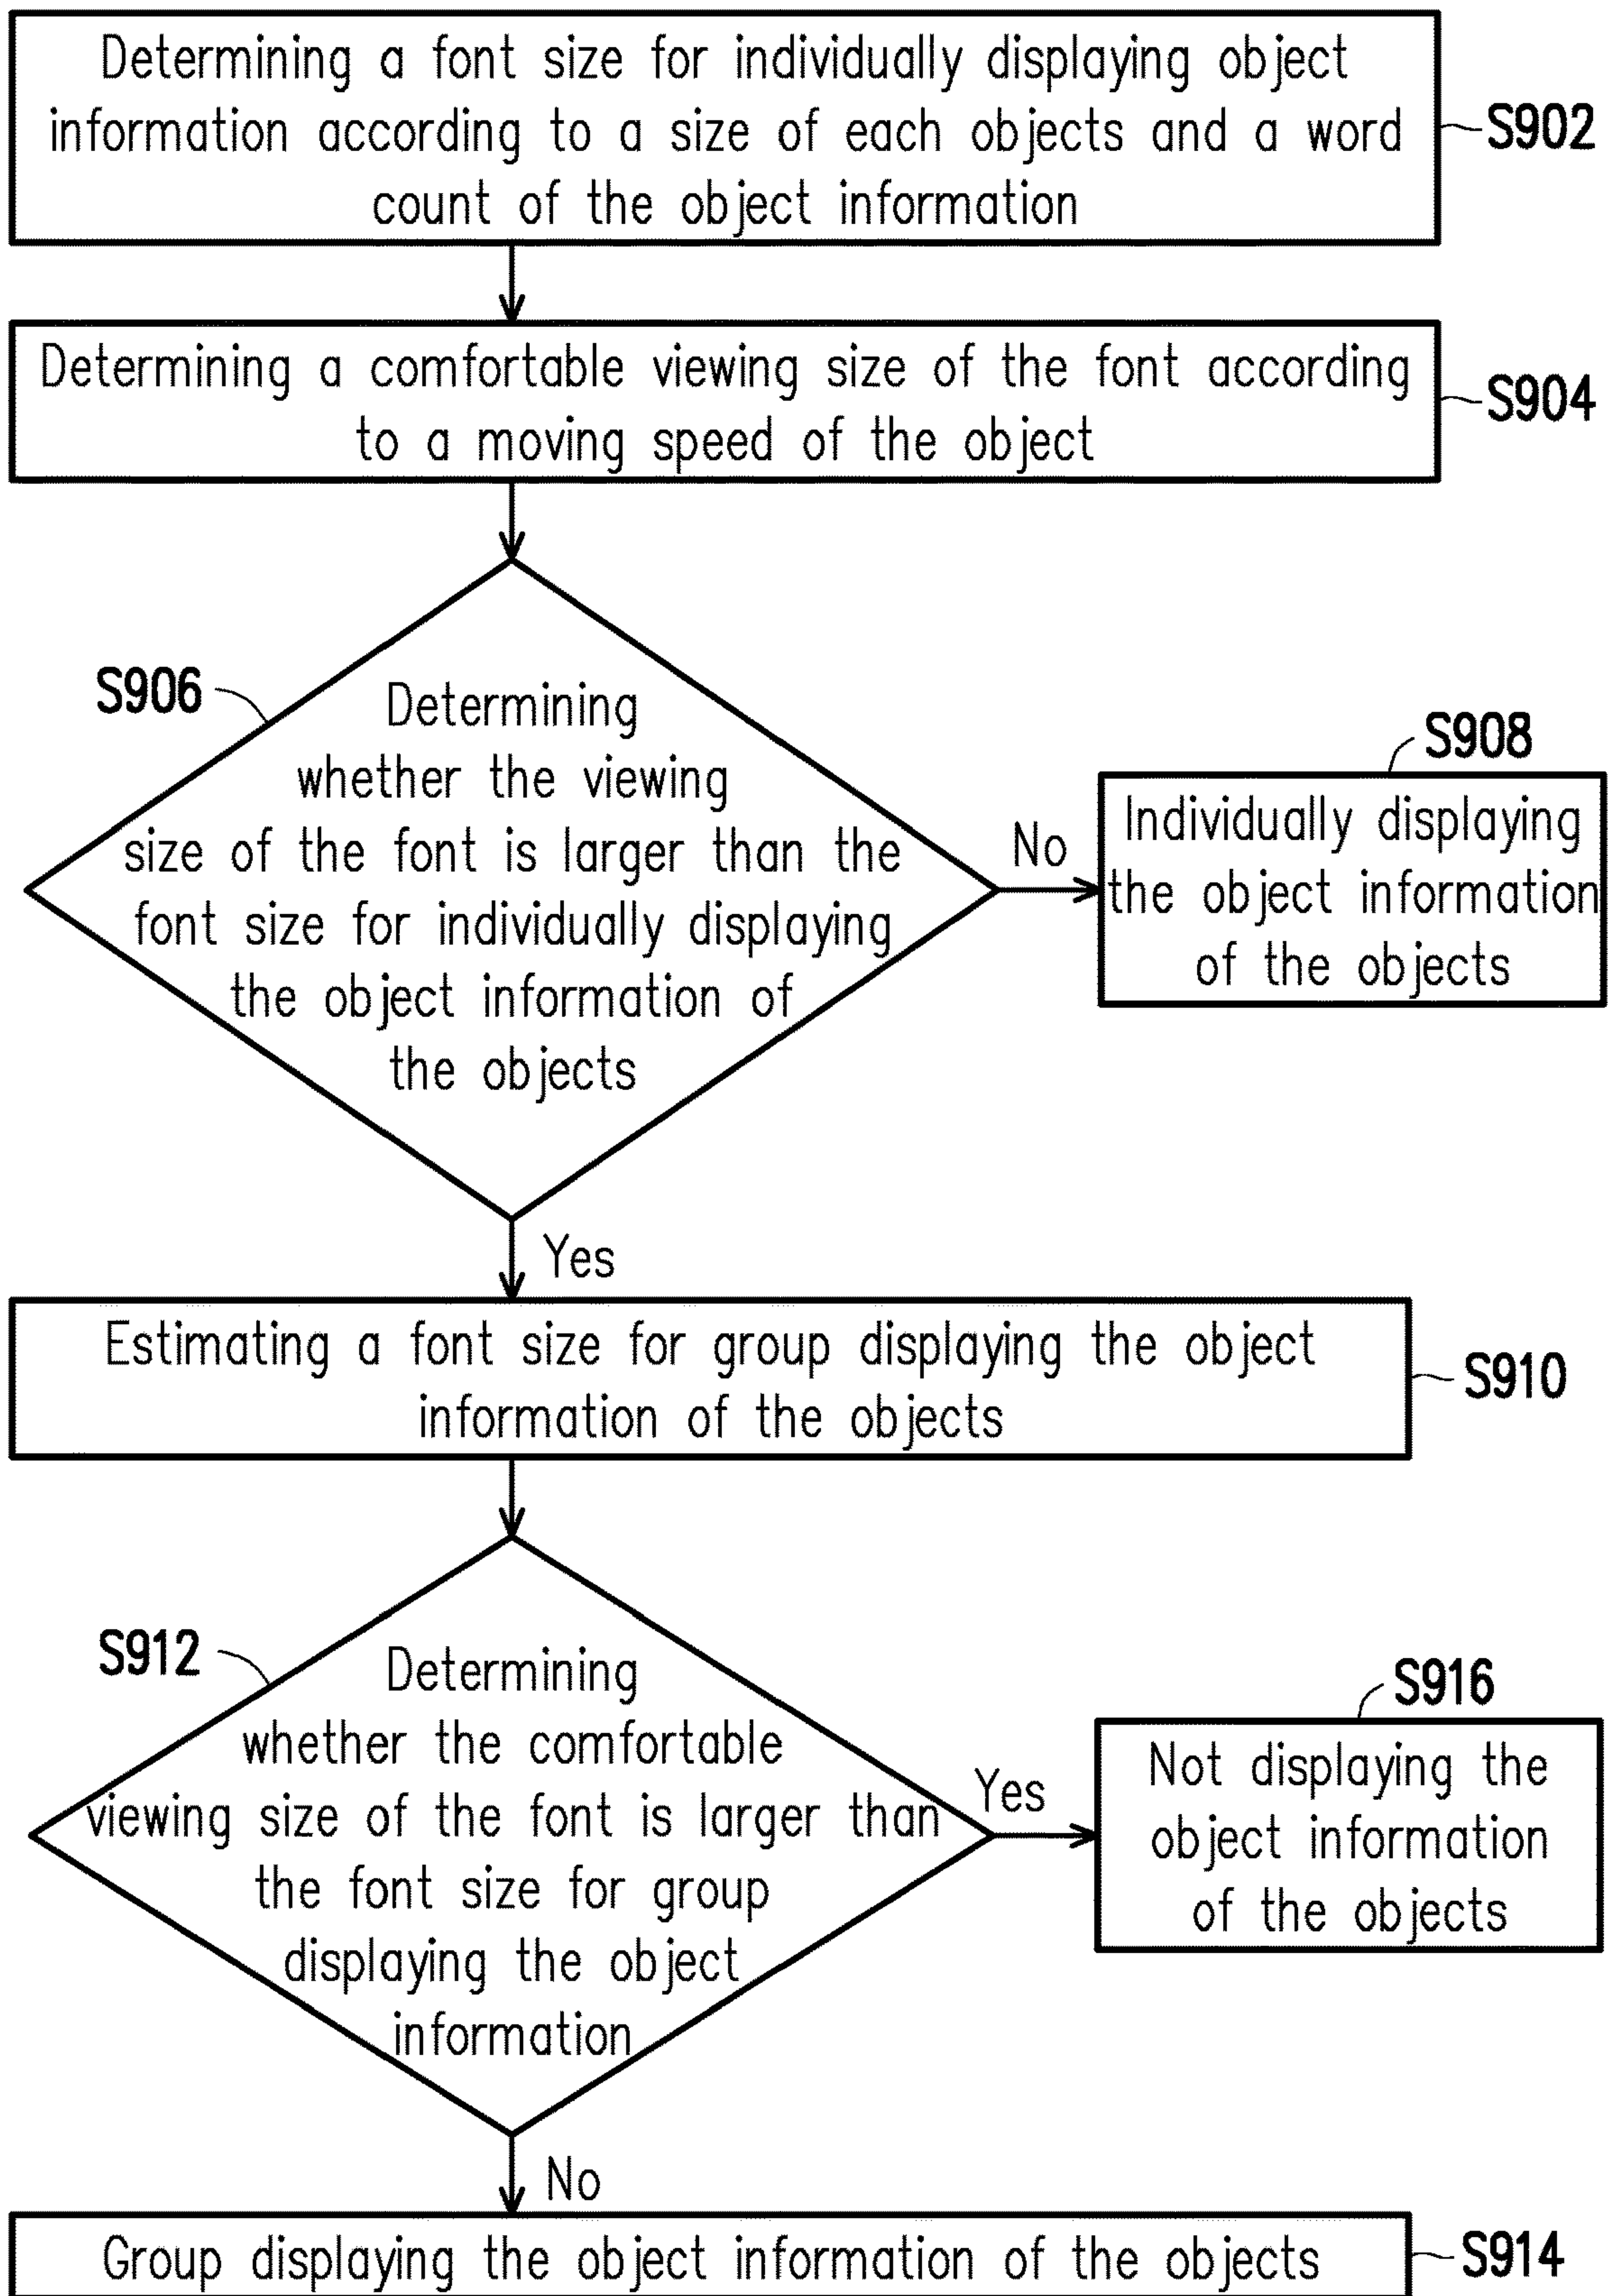 Determining a font size for individually displaying object
information according to a size of each objects and a word
count of the object information
S902
Determining a comfortable viewing size of the font according
to a moving speed of the object
S904
S906
Determining
whether the viewing
size of the font is larger than the
font size for individually displaying
the object information of
the objects
No
S908
Individually displaying
the object information
of the objects
Yes
Estimating a font size for group displaying the object
information of the objects
S910
S912
Determining
whether the comfortable
viewing size of the font is larger than
the font size for group
displaying the object
information
Yes
S916
Not displaying the
object information
of the objects
No
Group displaying the object information of the objects
S914